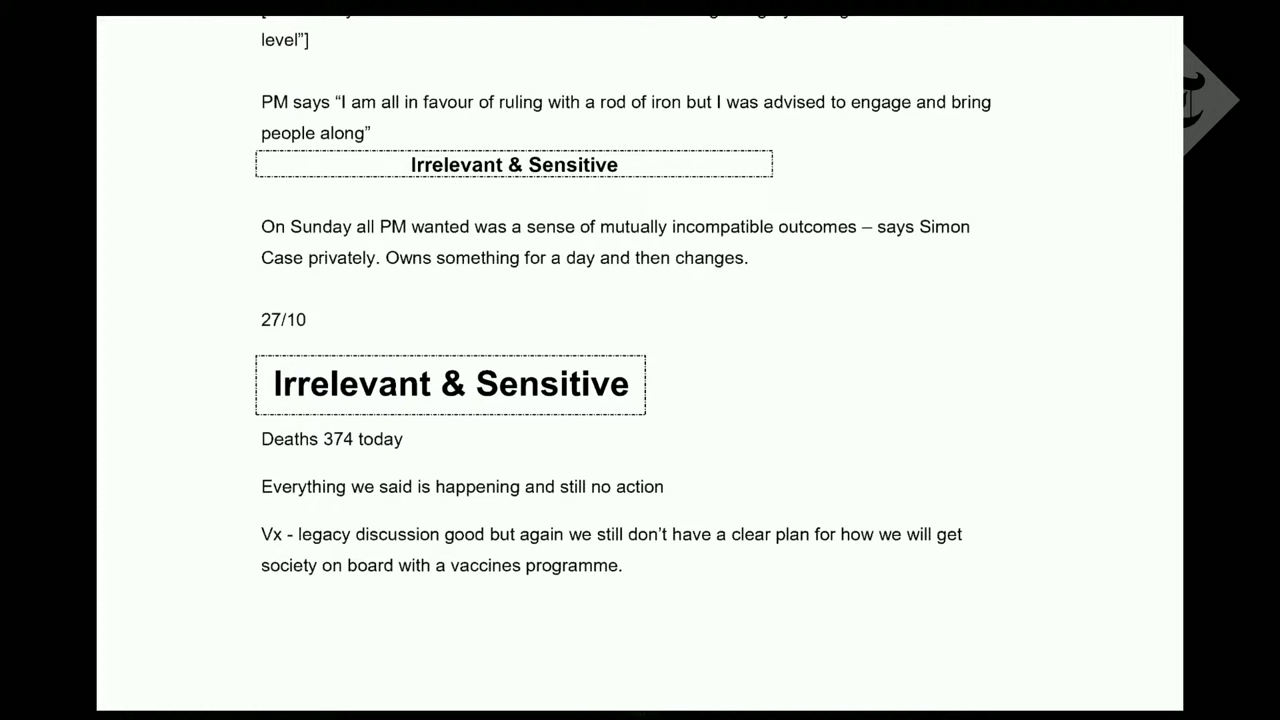 level”]
PM says “I am all in favour of ruling with a rod of iron but I was advised to engage and bring
people along”
Irrelevant & Sensitive
On Sunday all PM wanted was a sense of mutually incompatible outcomes – says Simon
Case privately. Owns something for a day and then changes.
27/10
Irrelevant & Sensitive
Deaths 374 today
Everything we said is happening and still no action
Vx - legacy discussion good but again we still don’t have a clear plan for how we will get
society on board with a vaccines programme.